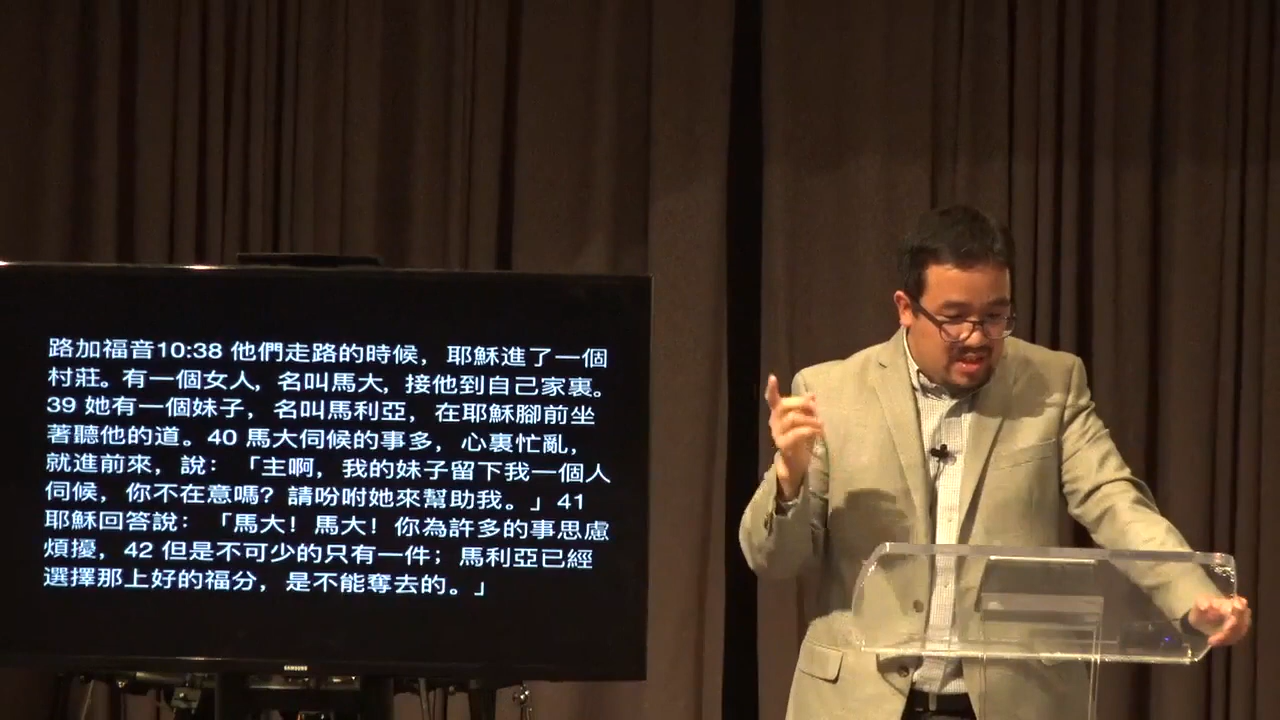 路加福音10:38 他們走路的時候，耶穌進了一個
村莊。有一個女人，名叫馬大，接他到自己家裏。
39 她有一個妹子，名叫馬利亞，在耶穌腳前坐
著聽他的道。40 馬大伺候的事多，心裏忙亂，
就進前來，說：「主啊，我的妹子留下我一個人
伺候，你不在意嗎？請吩咐她來幫助我。」41
耶穌回答說：「馬大！馬大！你為許多的事思慮
煩擾，42 但是不可少的只有一件；馬利亞已經
選擇那上好的福分，是不能奪去的。」
SAMSUNG